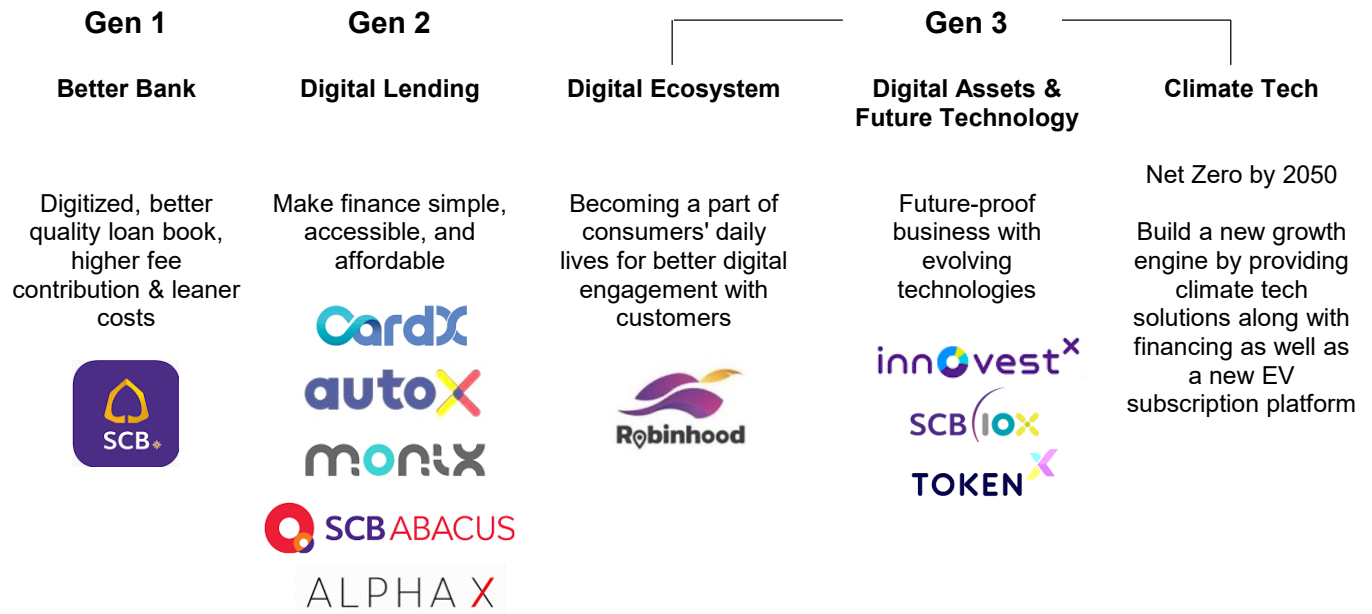 Gen 1
Gen 2
Gen 3
Better Bank
Digital Lending
Digital Ecosystem
Digital Assets &
Future Technology
Climate Tech
Digitized, better
quality loan book,
higher fee
contribution & leaner
costs
SCB
Make finance simple,
accessible, and
affordable
CardX
autoX
monix
SCB ABACUS
ALPHA X
Becoming a part of
consumers' daily
lives for better digital
engagement with
customers
Robinhood
Future-proof
business with
evolving
technologies
innovestx
SCB 10X
TOKEN X
Net Zero by 2050
Build a new growth
engine by providing
climate tech
solutions along with
financing as well as
a new EV
subscription platform